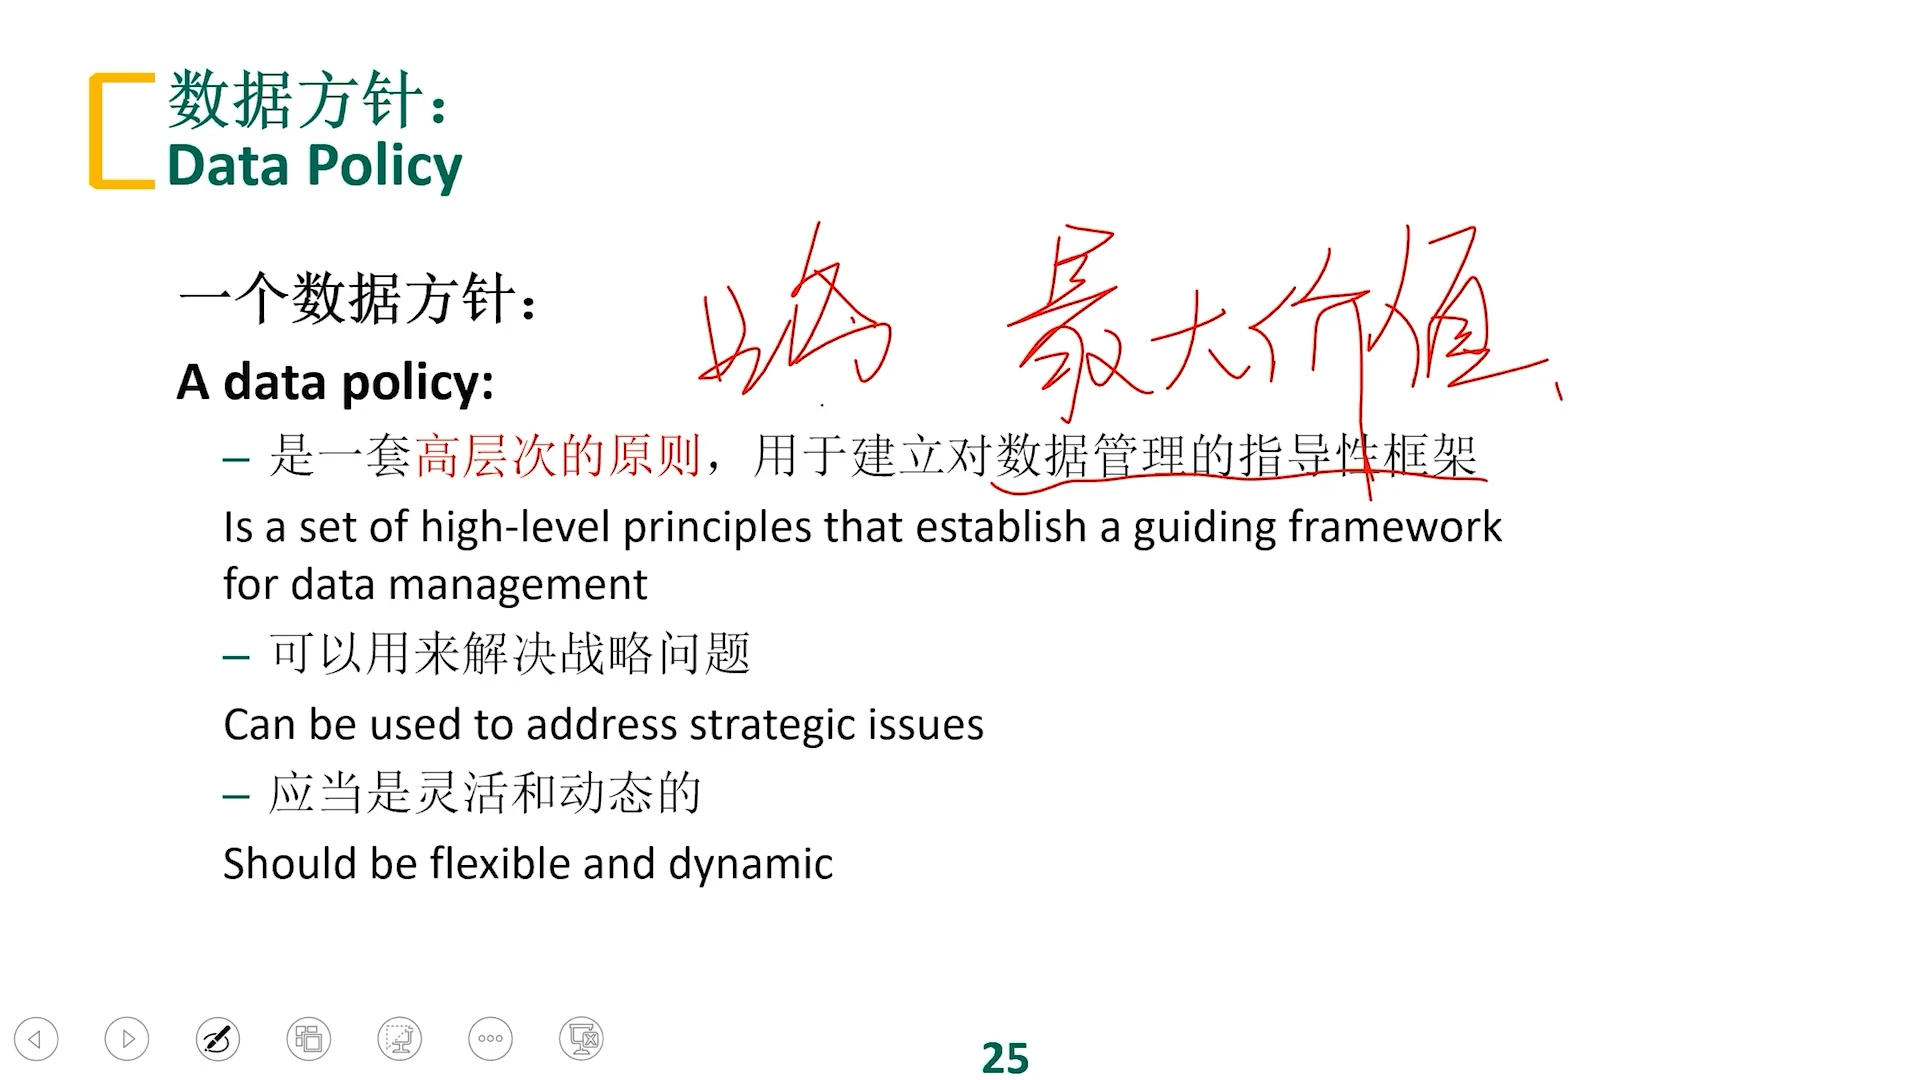 数据方针：
Data Policy
一个数据方针：
最大价值、
A data policy:
– 是一套高层次的原则，用于建立对数据管理的指导性框架
Is a set of high-level principles that establish a guiding framework
for data management
– 可以用来解决战略问题
Can be used to address strategic issues
– 应当是灵活和动态的
Should be flexible and dynamic
25